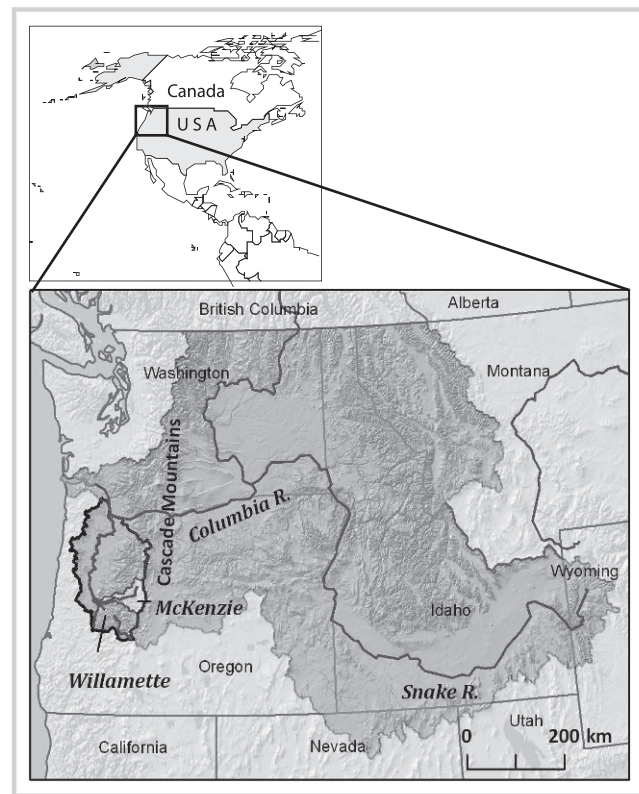 Canada
U S A
British Columbia
Alberta
Washington
Montana
Cascade Mountains
Columbia R.
Wyoming
McKenzie
Idaho
Oregon
Willamette
Snake R.
Utah
0 200 km
California
Nevada